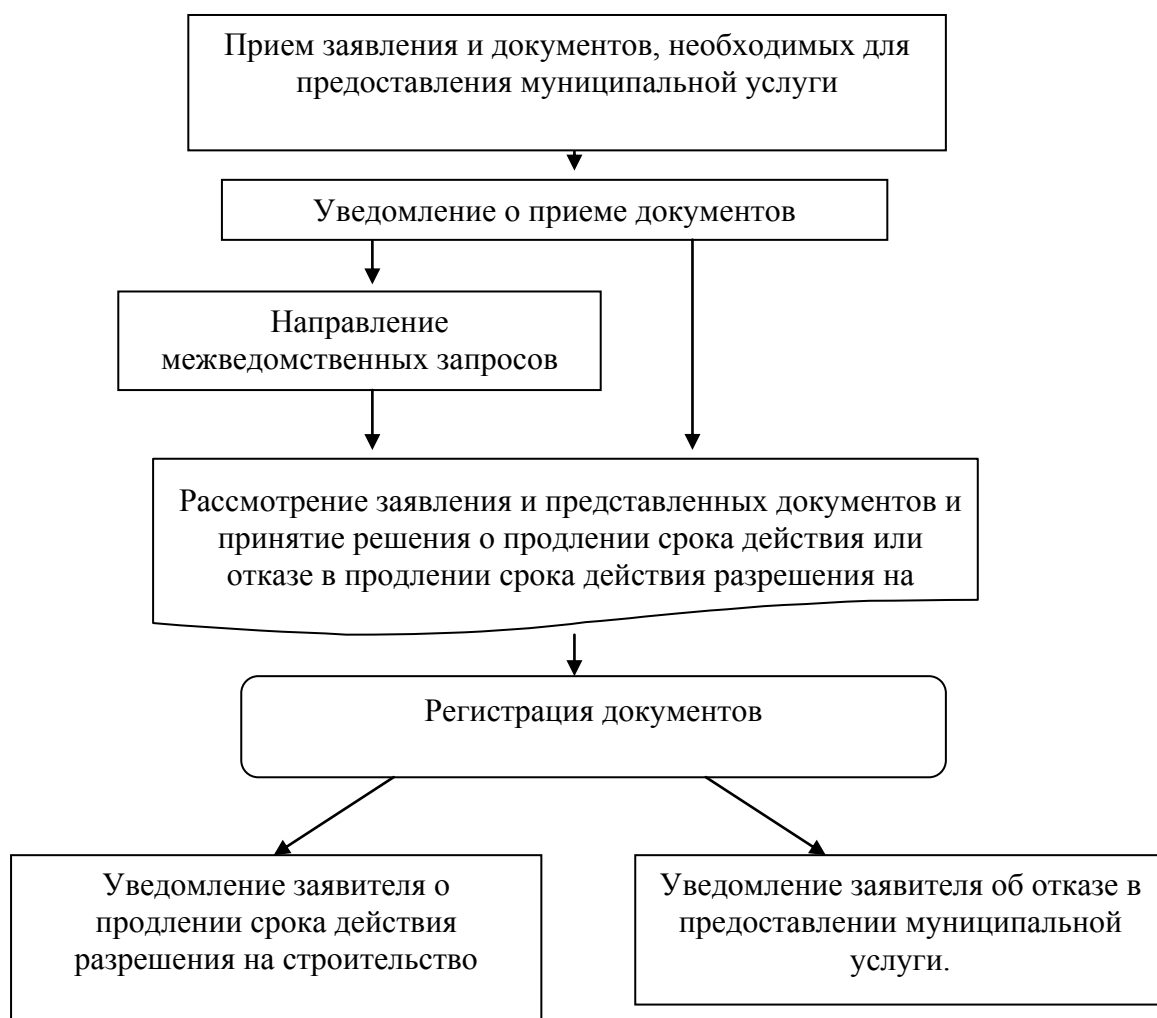 Прием заявления и документов, необходимых для
предоставления муниципальной услуги
Уведомление о приеме документов
Направление
межведомственных запросов
Рассмотрение заявления и представленных документов и
принятие решения о продлении срока действия или
отказе в продлении срока действия разрешения на
Регистрация документов
Уведомление заявителя о
продлении срока действия
разрешения на строительство
Уведомление заявителя об отказе в
предоставлении муниципальной
услуги.